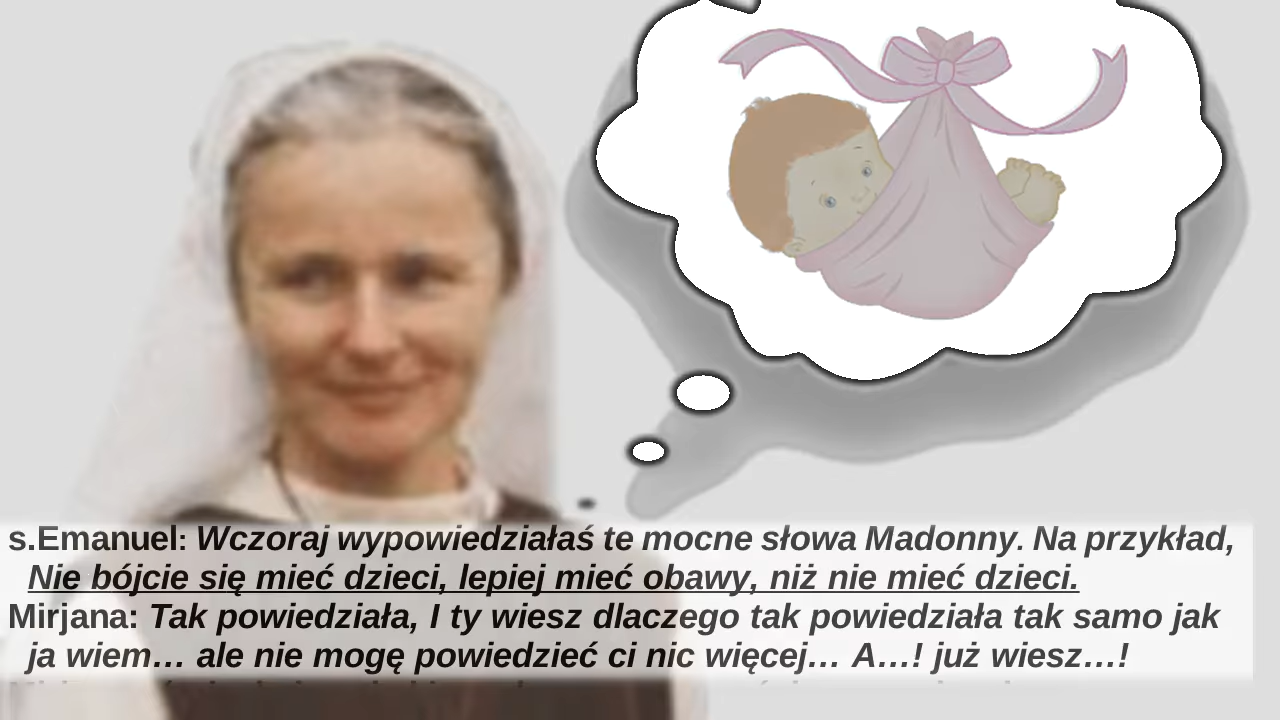 s.Emanuel: Wczoraj wypowiedziałaś te mocne słowa Madonny. Na przykład,
Nie bójcie się mieć dzieci, lepiej mieć obawy, niż nie mieć dzieci.
Mirjana: Tak powiedziała, I ty wiesz dlaczego tak powiedziała tak samo jak
ja wiem… ale nie mogę powiedzieć ci nic więcej… A…! już wiesz…!